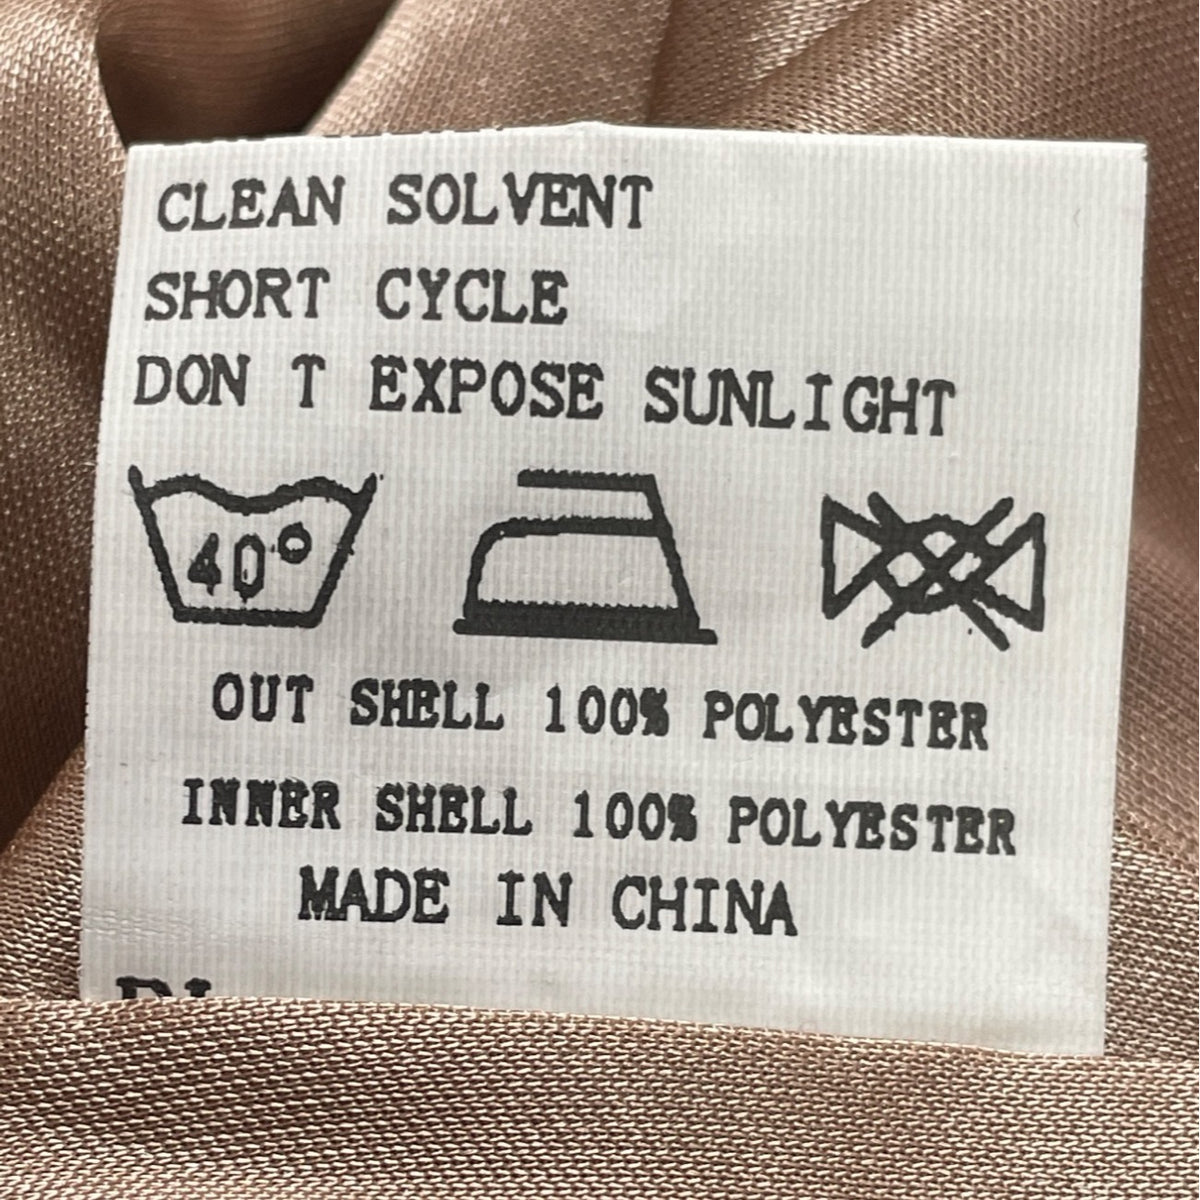 CLEAN SOLVENT
SHORT CYCLE
DON T EXPOSE SUNLIGHT
40°
OUT SHELL 100% POLYESTER
INNER SHELL 100% POLYESTER
MADE IN CHINA